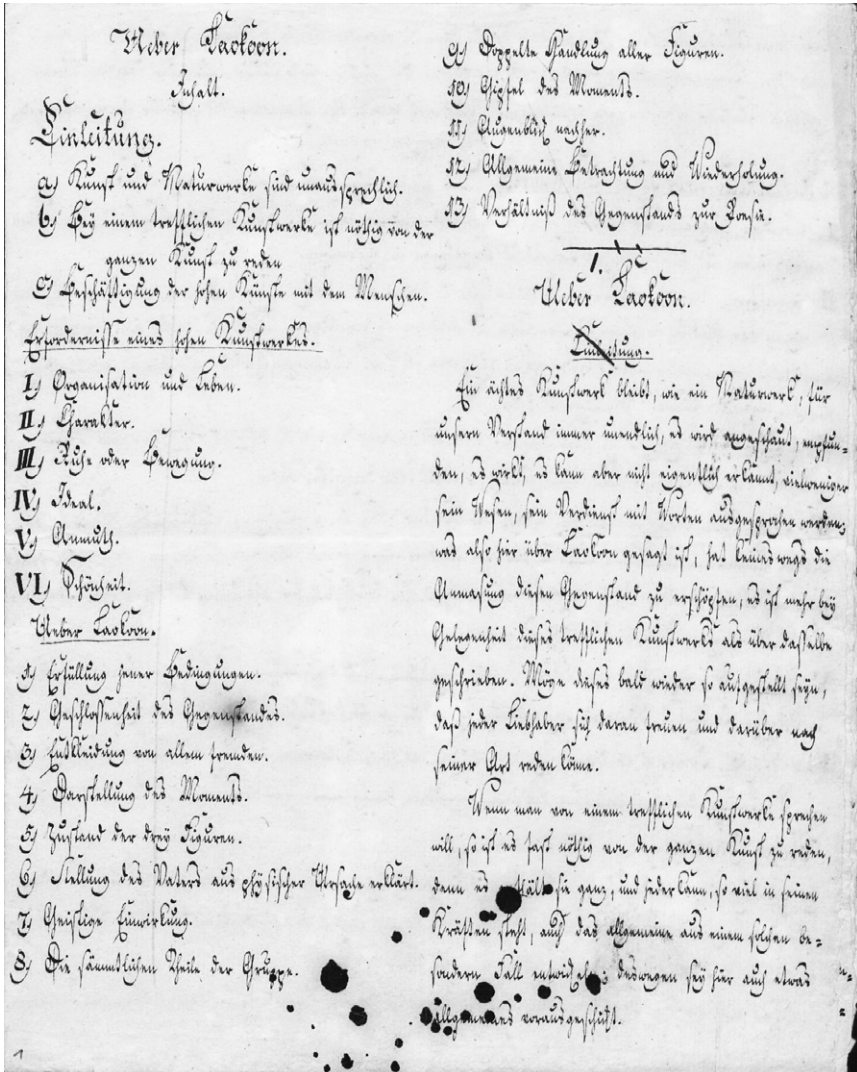 Ueber Laokoon.
Inhalt.
Einleitung.
a) Kunst und Naturwerke sind unaussprechlich.
b) Bey einem trefflichen Kunstwerke ist nöthig von der
ganzen Kunst zu reden
c) Beschäftigung der hohen Künste mit dem Menschen.
Erfordernisse eines hohen Kunstwerkes.
I) Organisation und Leben.
II) Charakter.
III) Ruhe oder Bewegung.
IV) Ideal.
V) Anmuth.
VI) Schönheit.
Ueber Laokoon.
1) Erfüllung jener Bedingungen.
2) Geschlossenheit des Gegenstandes.
3) Entkleidung von allem fremden.
4) Darstellung des Moments.
5) Zustand der drey Figuren.
6) Stellung des Vaters aus physischer Ursache erklärt.
7) Geistige Einwirkung.
8) Die sämmtlichen Theile der Gruppe.
1
9) Doppelte Handlung aller Figuren.
10) Gipfel des Moments.
11) Augenblick nachher.
12) Allgemeine Betrachtung und Wiederholung.
13) Verhältniß des Gegenstands zur Poesie.
1.
Ueber Laokoon.
Einleitung.
Ein ächtes Kunstwerk bleibt, wie ein Naturwerk, für
unsern Verstand immer unendlich, es wird angeschaut, empfun-
den, es wirkt, es kann aber nicht eigentlich erkannt, vielweniger
sein Wesen, sein Verdienst mit Worten ausgesprochen werden;
was also hier über Laokoon gesagt ist, hat keineswegs die
Anmasung diesen Gegenstand zu erschöpfen, es ist mehr bey
Gelegenheit dieses trefflichen Kunstwerks als über dasselbe
geschrieben. Möge dieses bald wieder so aufgestellt seyn,
daß jeder Liebhaber sich daran freuen und darüber nach
seiner Art reden könne.
Wenn man von einem trefflichen Kunstwerke sprechen
will, so ist es fast nöthig von der ganzen Kunst zu reden,
denn es enthält sie ganz, und jeder kann, so viel in seinen
Kräften steht, auch das allgemeine aus einem solchen be-
sondern Fall entwickeln; deswegen sey hier auch etwas
allgemeines vorausgeschickt.